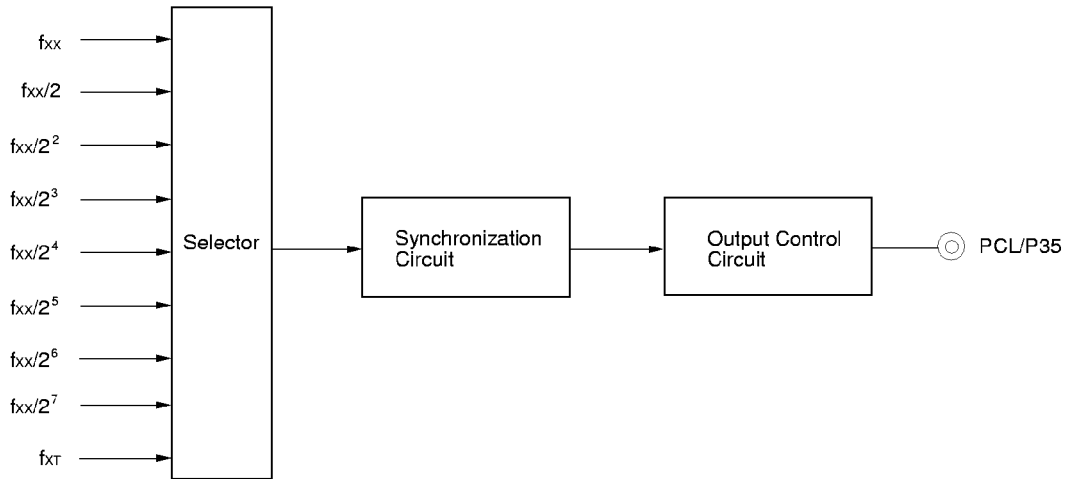 fxx
fxx/2
fxx/2²
fxx/2³
fxx/2⁴
fxx/2⁵
fxx/2⁶
fxx/2⁷
fXT
Selector
Synchronization
Circuit
Output Control
Circuit
PCL/P35